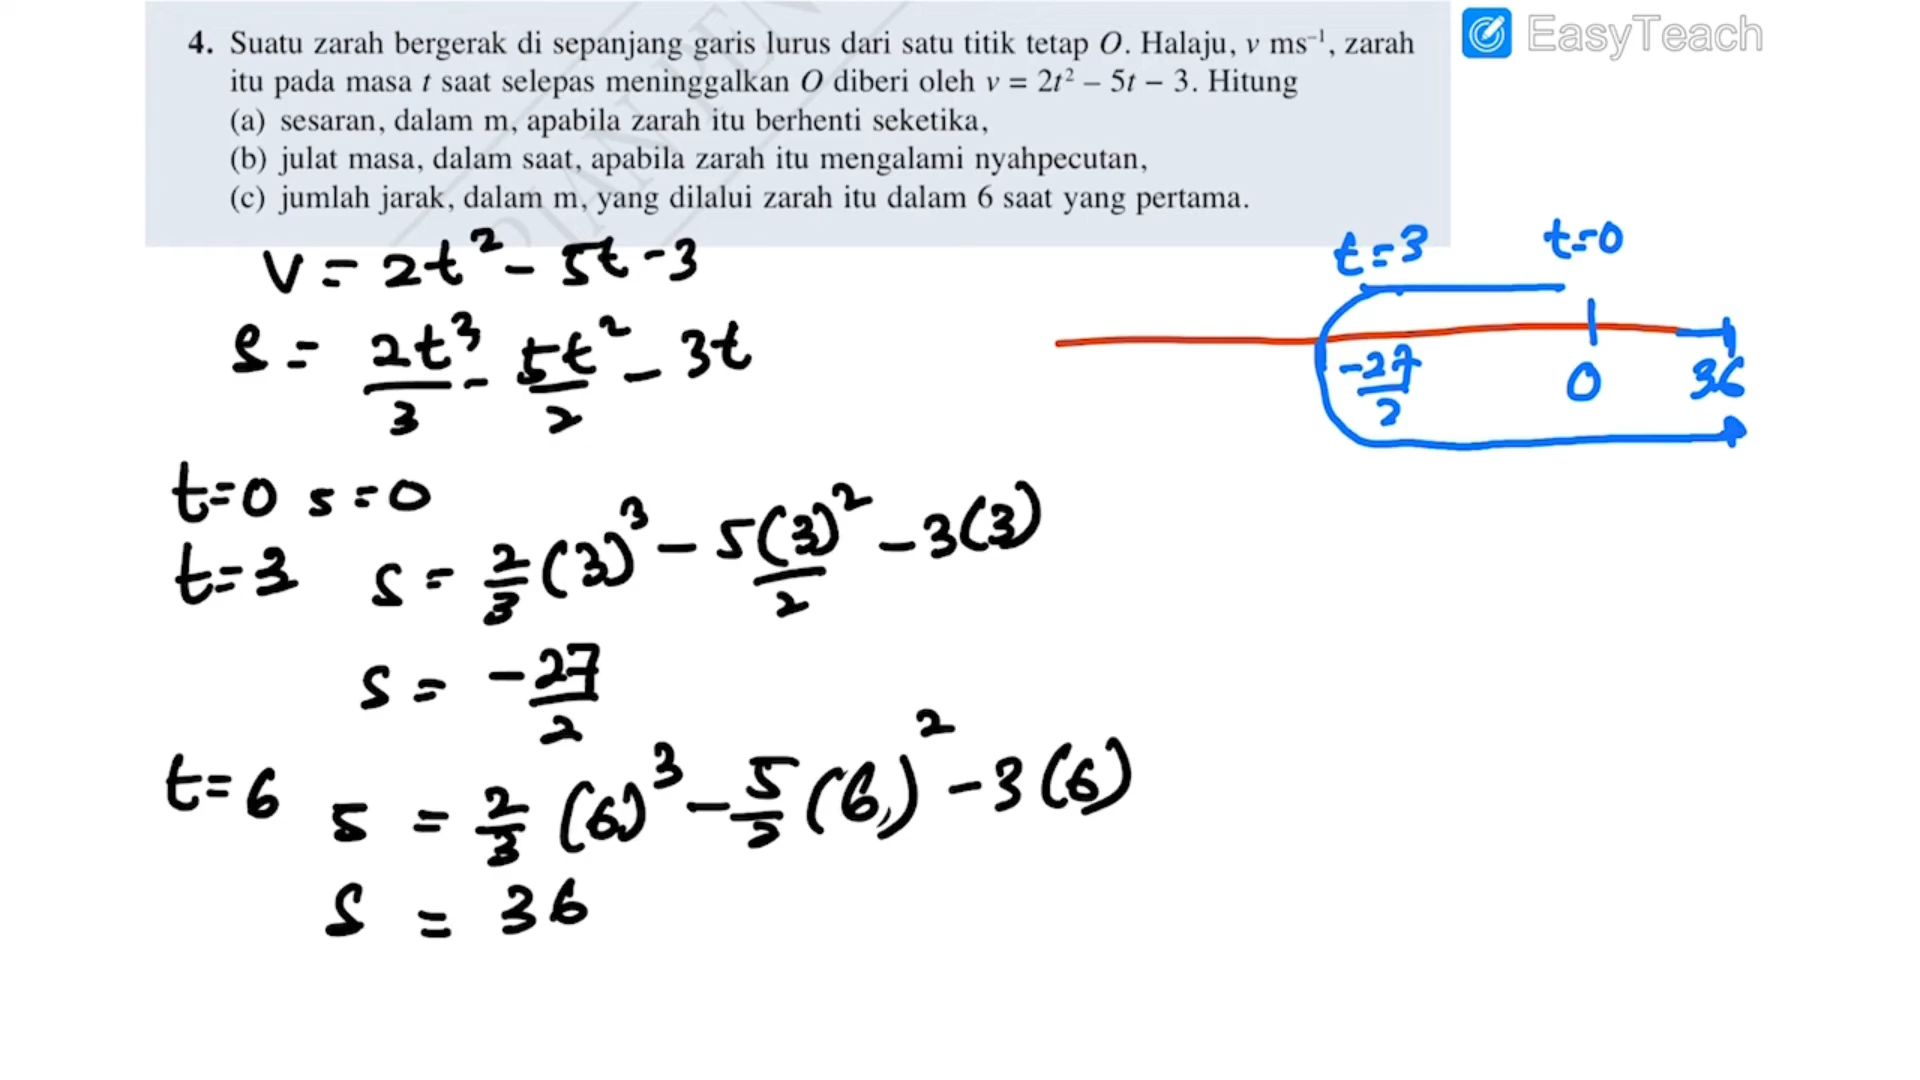 EasyTeach
4. Suatu zarah bergerak di sepanjang garis lurus dari satu titik tetap O. Halaju, v ms⁻¹, zarah
itu pada masa t saat selepas meninggalkan O diberi oleh v = 2t² – 5t – 3. Hitung
(a) sesaran, dalam m, apabila zarah itu berhenti seketika,
(b) julat masa, dalam saat, apabila zarah itu mengalami nyahpecutan,
(c) jumlah jarak, dalam m, yang dilalui zarah itu dalam 6 saat yang pertama.
v = 2t² - 5t - 3
s = 2t³/3 - 5t²/2 - 3t
t=0 s=0
t=3 s = 2/3 (3)³ - 5(3)²/2 - 3(3)
s = -27/2
t=6 s = 2/3 (6)³ - 5/2 (6)² - 3(6)
s = 36
t=3 t=0
-27/2 0 36